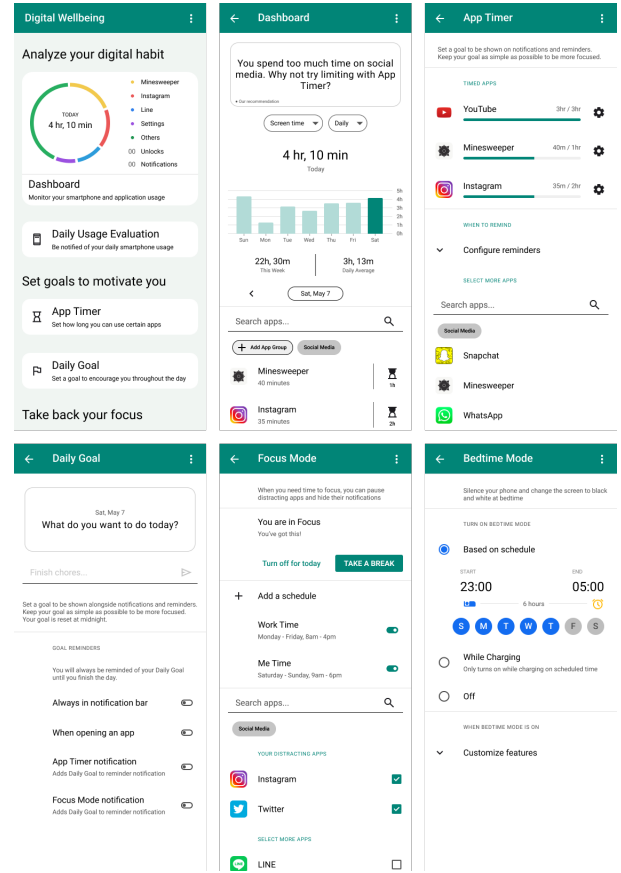 Digital Wellbeing
Analyze your digital habit
TODAY
4 hr, 10 min
Minesweeper
Instagram
Line
Settings
Others
00 Unlocks
00 Notifications
Dashboard
Monitor your smartphone and application usage
Daily Usage Evaluation
Be notified of your daily smartphone usage
Set goals to motivate you
App Timer
Set how long you can use certain apps
Daily Goal
Set a goal to encourage you throughout the day
Take back your focus
Dashboard
You spend too much time on social
media. Why not try limiting with App
Timer?
• Our recommendation
Screen time
Daily
4 hr, 10 min
Today
5h
4h
3h
2h
1h
0h
Sun Mon Tue Wed Thu Fri Sat
22h, 30m
This Week
3h, 13m
Daily Average
Sat, May 7
Search apps...
Add App Group
Social Media
Minesweeper
40 minutes
1h
Instagram
35 minutes
2h
App Timer
Set a goal to be shown on notifications and reminders.
Keep your goal as simple as possible to be more focused.
TIMED APPS
YouTube
3hr / 3hr
Minesweeper
40m / 1hr
Instagram
35m / 2hr
WHEN TO REMIND
Configure reminders
SELECT MORE APPS
Search apps...
Social Media
Snapchat
Minesweeper
WhatsApp
Daily Goal
Sat, May 7
What do you want to do today?
Finish chores...
Set a goal to be shown alongside notifications and reminders.
Keep your goal as simple as possible to be more focused.
Your goal is reset at midnight.
GOAL REMINDERS
You will always be reminded of your Daily Goal
until you finish the day.
Always in notification bar
When opening an app
App Timer notification
Adds Daily Goal to reminder notification
Focus Mode notification
Adds Daily Goal to reminder notification
Focus Mode
When you need time to focus, you can pause
distracting apps and hide their notifications
You are in Focus
You've got this!
Turn off for today
TAKE A BREAK
Add a schedule
Work Time
Monday - Friday, 8am - 4pm
Me Time
Saturday - Sunday, 9am - 6pm
Search apps...
Social Media
YOUR DISTRACTING APPS
Instagram
Twitter
SELECT MORE APPS
LINE
LINE
Bedtime Mode
Silence your phone and change the screen to black
and white at bedtime
TURN ON BEDTIME MODE
Based on schedule
START
END
23:00
05:00
6 hours
S M T W T F S
While Charging
Only turns on while charging on scheduled time
Off
WHEN BEDTIME MODE IS ON
Customize features